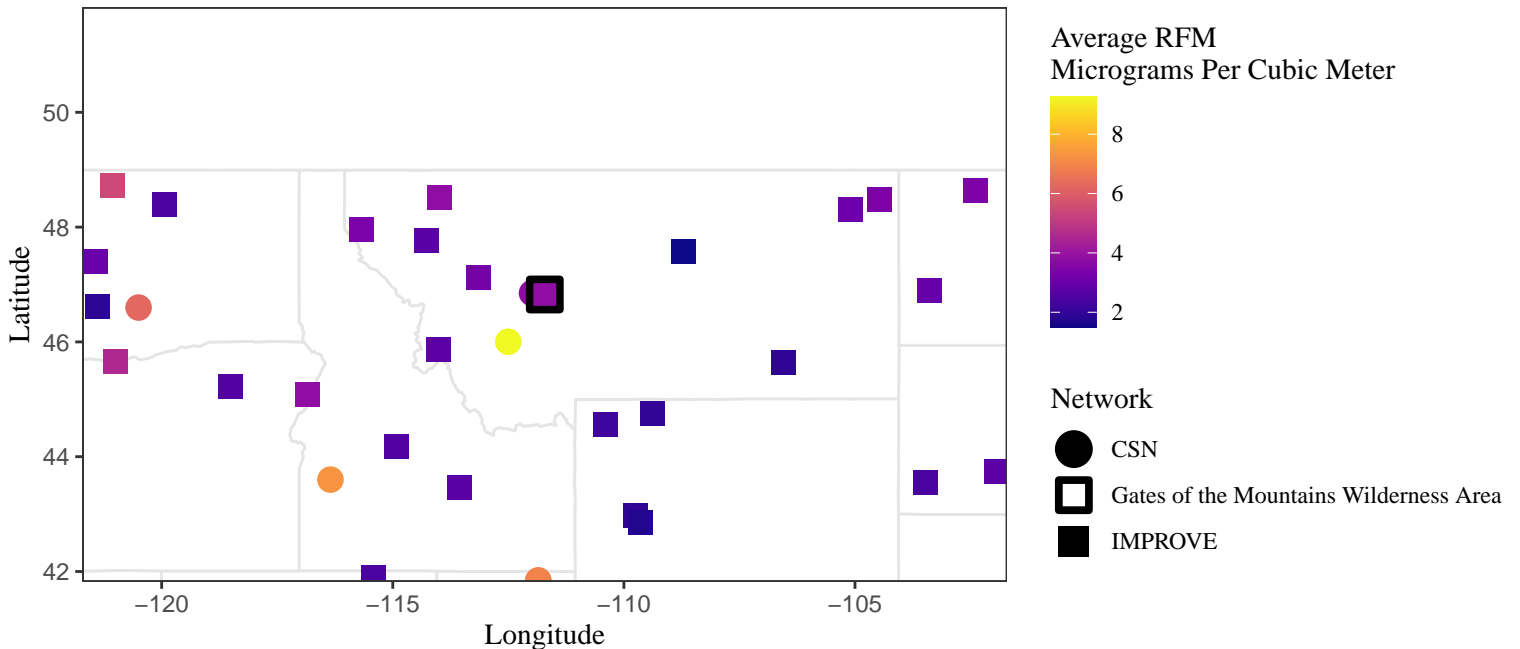 Average RFM
Micrograms Per Cubic Meter
8
6
4
2
Network
CSN
Gates of the Mountains Wilderness Area
IMPROVE
Latitude
50
48
46
44
42
−120
−115
−110
−105
Longitude